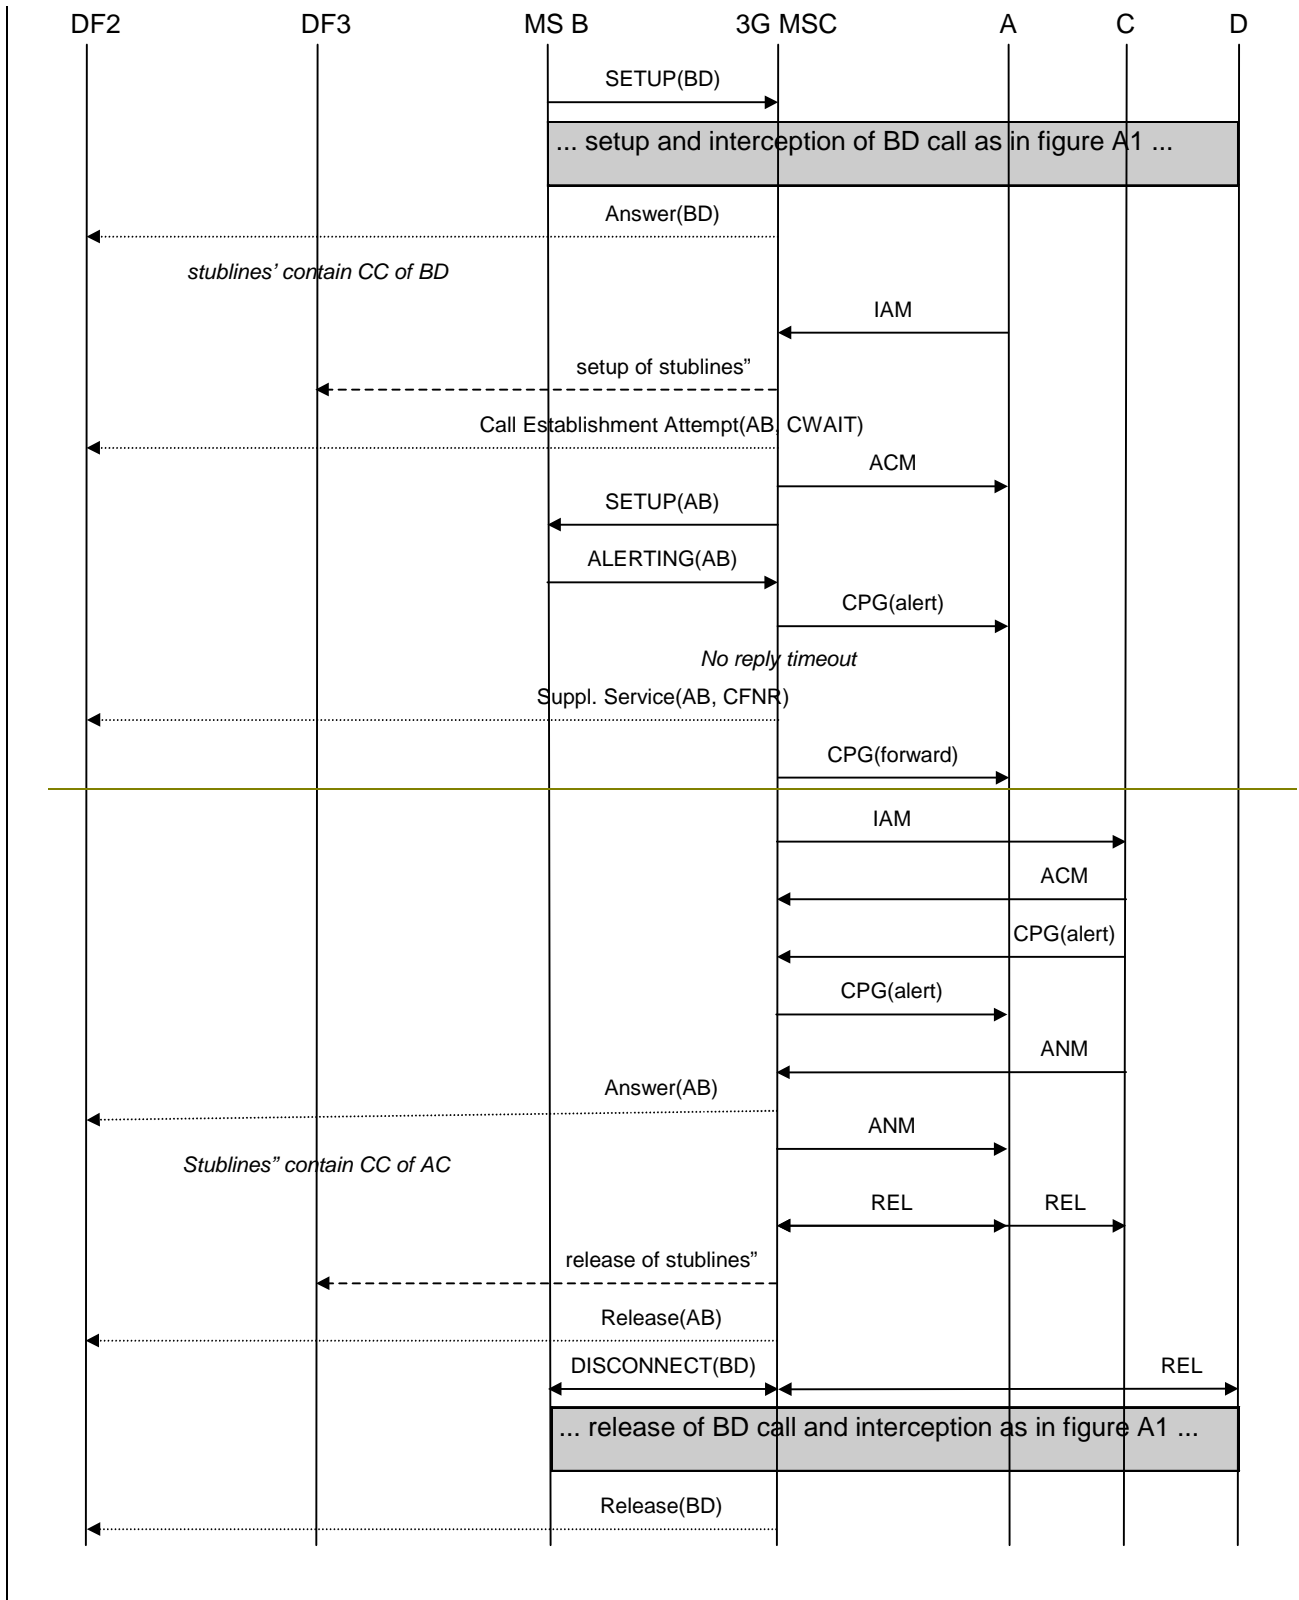 DF2 DF3 MS B 3G MSC A C D
SETUP(BD)
... setup and interception of BD call as in figure A1 ...
Answer(BD)
stublines’ contain CC of BD
IAM
setup of stublines”
Call Establishment Attempt(AB, CWAIT)
ACM
SETUP(AB)
ALERTING(AB)
CPG(alert)
No reply timeout
Suppl. Service(AB, CFNR)
CPG(forward)
IAM
ACM
CPG(alert)
CPG(alert)
ANM
Answer(AB)
ANM
Stublines” contain CC of AC
REL REL
release of stublines”
Release(AB)
DISCONNECT(BD) REL
... release of BD call and interception as in figure A1 ...
Release(BD)